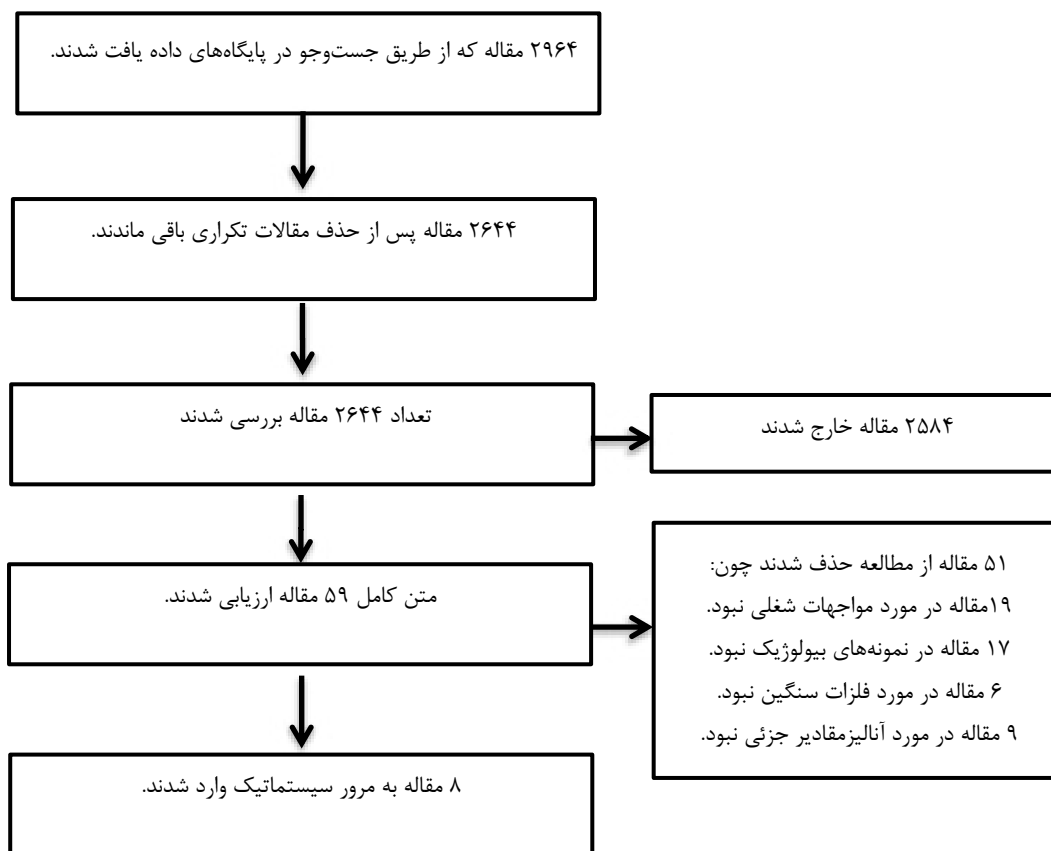 ۲۹۶۴ مقاله که از طریق جست‌وجو در پایگاه‌های داده یافت شدند.
۲۶۴۴ مقاله پس از حذف مقالات تکراری باقی ماندند.
تعداد ۲۶۴۴ مقاله بررسی شدند
۲۵۸۴ مقاله خارج شدند
متن کامل ۵۹ مقاله ارزیابی شدند.
۵۱ مقاله از مطالعه حذف شدند چون:
۱۹مقاله در مورد مواجهات شغلی نبود.
۱۷ مقاله در نمونه‌های بیولوژیک نبود.
۶ مقاله در مورد فلزات سنگین نبود.
۹ مقاله در مورد آنالیزمقادیر جزئی نبود.
۸ مقاله به مرور سیستماتیک وارد شدند.